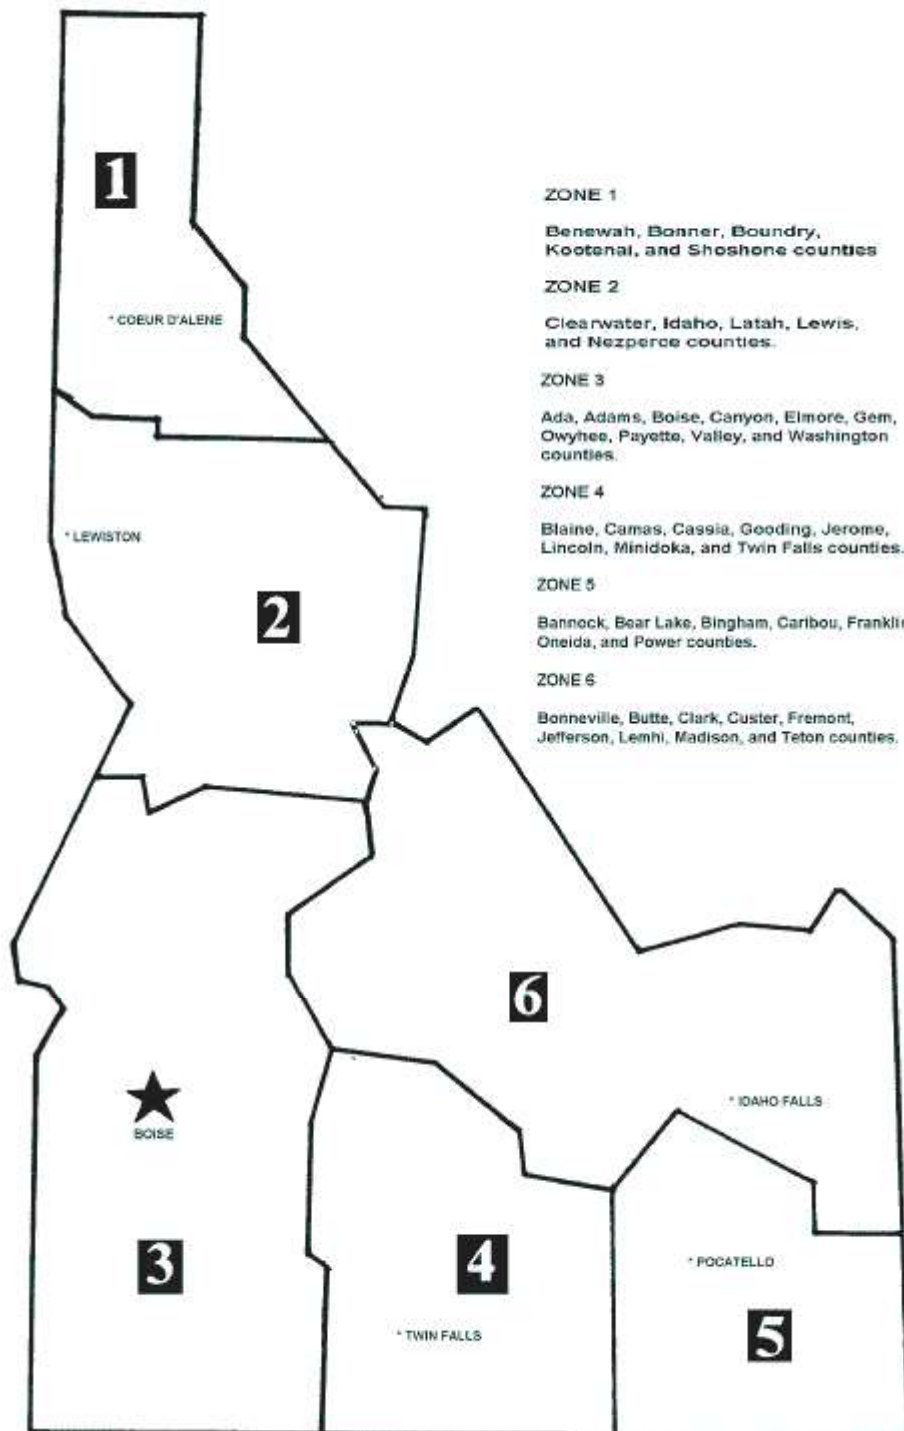 1
ZONE 1
Benewah, Bonner, Boundry,
Kootenai, and Shoshone counties
ZONE 2
* COEUR D'ALENE
Clearwater, Idaho, Latah, Lewis,
and Nezperce counties.
ZONE 3
Ada, Adams, Boise, Canyon, Elmore, Gem,
Owyhee, Payette, Valley, and Washington
counties.
ZONE 4
* LEWISTON
Blaine, Camas, Cassia, Gooding, Jerome,
Lincoln, Minidoka, and Twin Falls counties.
ZONE 5
2
Bannock, Bear Lake, Bingham, Caribou, Franklin
Oneida, and Power counties.
ZONE 6
Bonneville, Butte, Clark, Custer, Fremont,
Jefferson, Lemhi, Madison, and Teton counties.
6
* IDAHO FALLS
BOISE
3
4
* POCATELLO
* TWIN FALLS
5